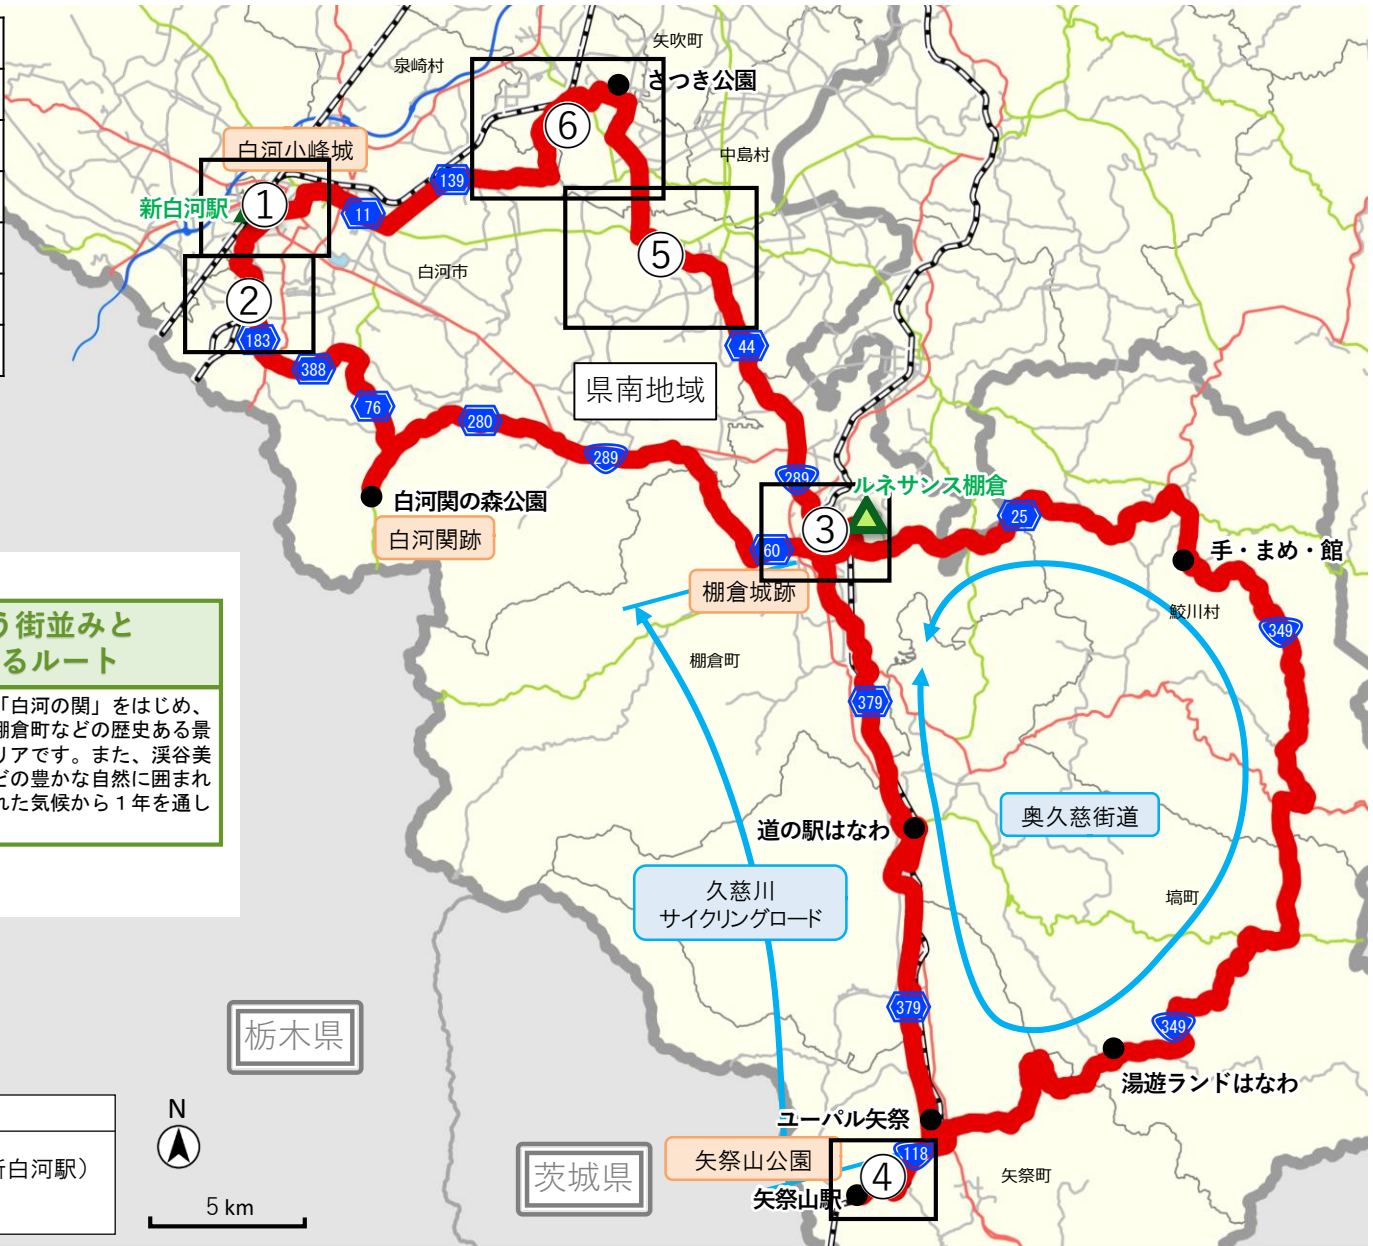 矢吹町
泉崎村
さつき公園
⑥
白河小峰城
中島村
139
新白河駅
①
11
⑤
白河市
②
183
44
388
県南地域
76
280
289
289
ルネサンス棚倉
白河関の森公園
25
③
白河関跡
60
手・まめ・館
棚倉城跡
鮫川村
う街並みと
るルート
349
棚倉町
「白河の関」をはじめ、
棚倉町などの歴史ある景
リアです。また、渓谷美
どの豊かな自然に囲まれ
れた気候から1年を通し
379
奥久慈街道
道の駅はなわ
久慈川
サイクリングロード
塙町
379
349
栃木県
湯遊ランドはなわ
N
ユーパル矢祭
118
矢祭山公園
新白河駅)
茨城県
④
矢祭町
矢祭山駅
5 km